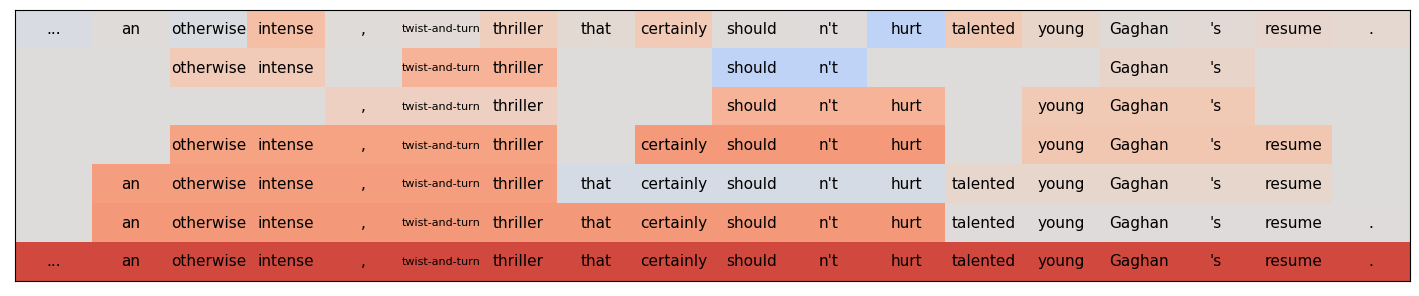 ... an otherwise intense , twist-and-turn thriller that certainly should n't hurt talented young Gaghan 's resume .
otherwise intense twist-and-turn thriller should n't Gaghan 's
, twist-and-turn thriller should n't hurt young Gaghan 's
otherwise intense , twist-and-turn thriller certainly should n't hurt young Gaghan 's resume
an otherwise intense , twist-and-turn thriller that certainly should n't hurt talented young Gaghan 's resume
an otherwise intense , twist-and-turn thriller that certainly should n't hurt talented young Gaghan 's resume .
... an otherwise intense , twist-and-turn thriller that certainly should n't hurt talented young Gaghan 's resume .